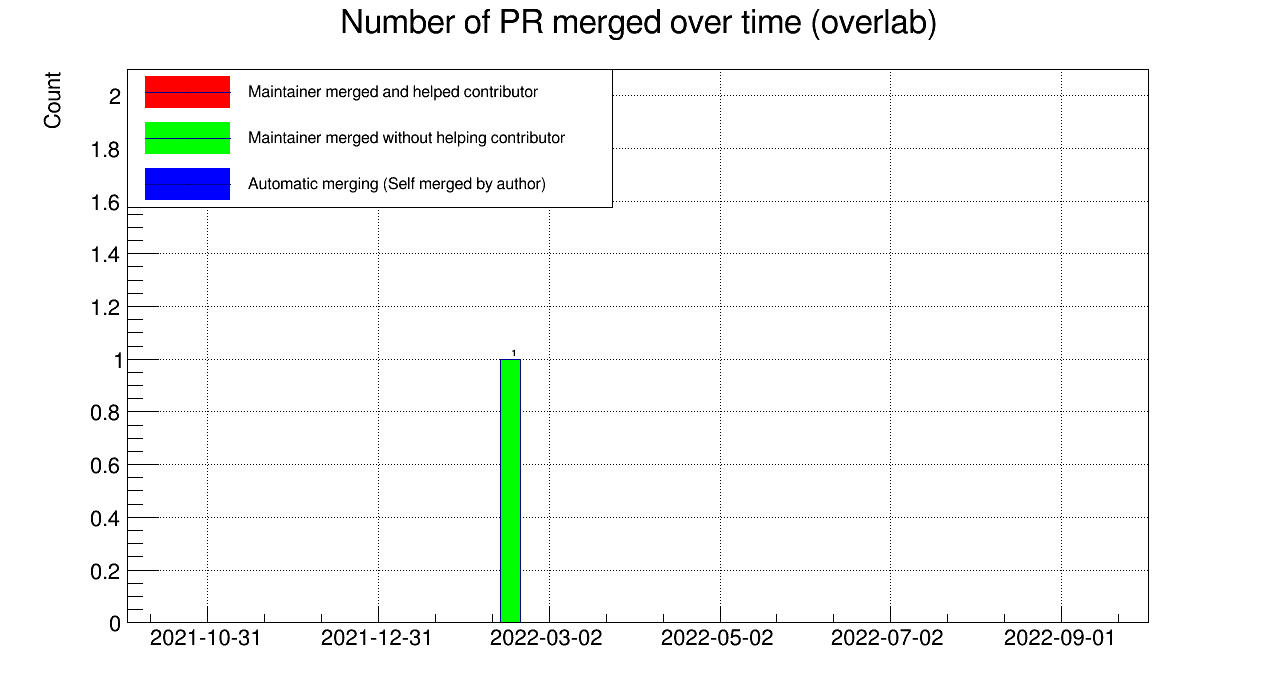 Number of PR merged over time (overlab)
Count
Maintainer merged and helped contributor
Maintainer merged without helping contributor
Automatic merging (Self merged by author)
2
1.8
1.6
1.4
1.2
1
0.8
0.6
0.4
0.2
0
1
2021-10-31 2021-12-31 2022-03-02 2022-05-02 2022-07-02 2022-09-01